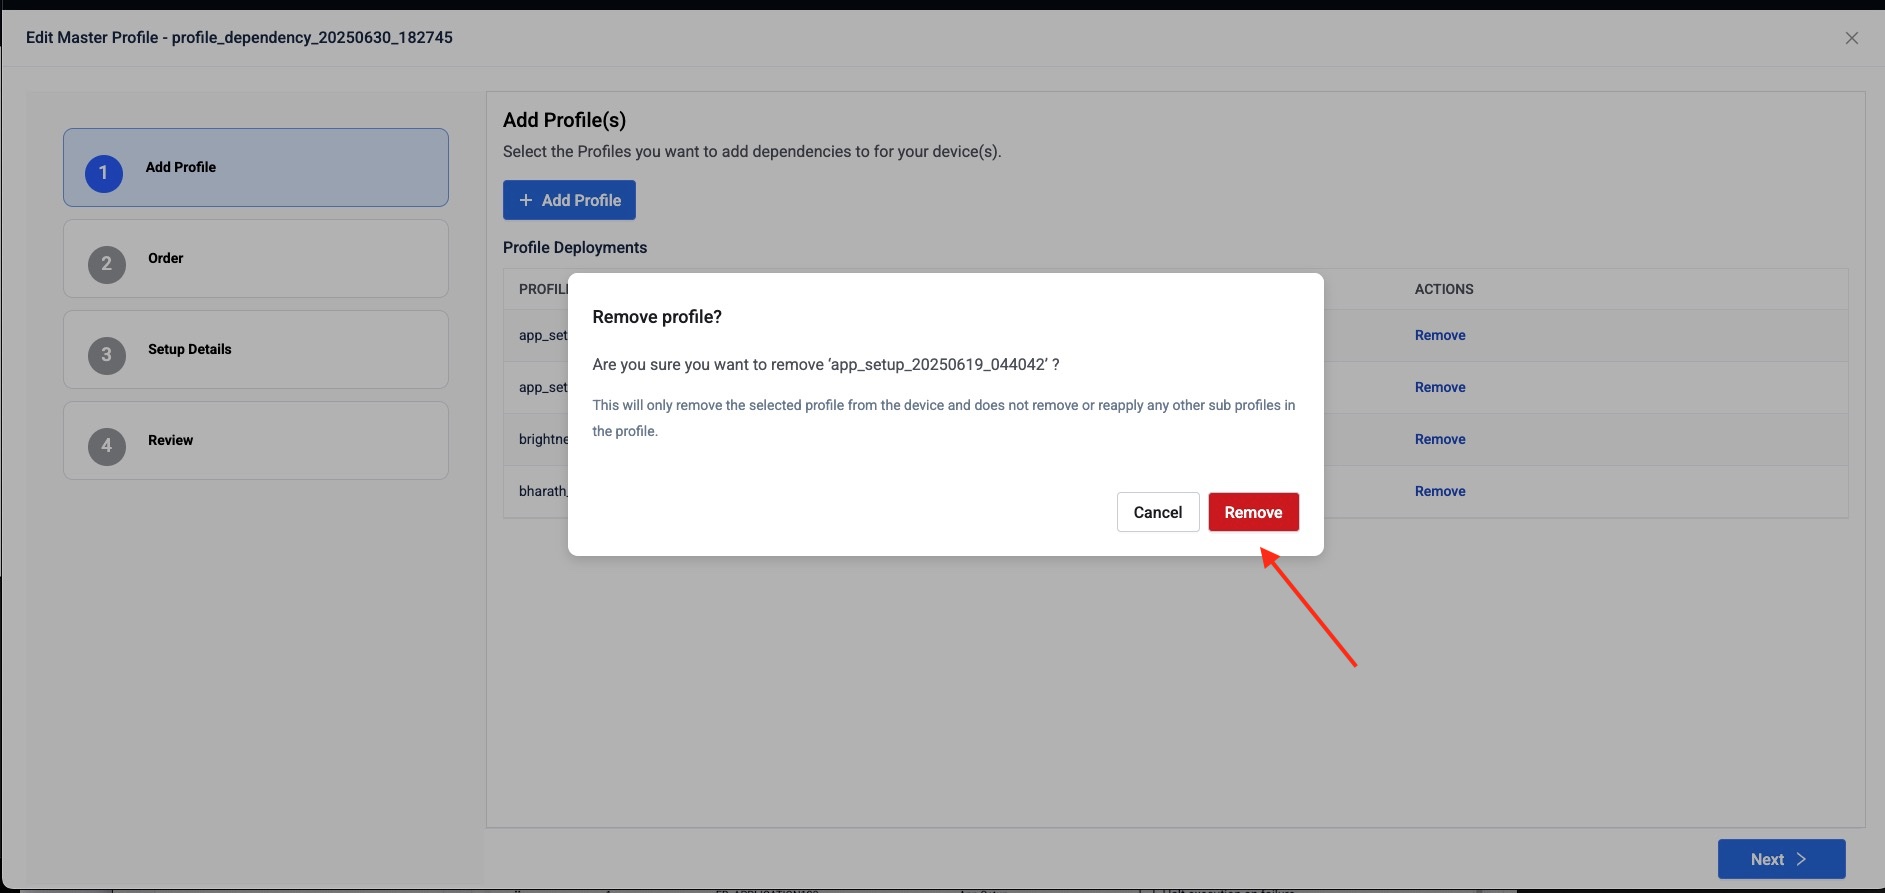 Edit Master Profile - profile_dependency_20250630_182745
1 Add Profile
2 Order
3 Setup Details
4 Review
Add Profile(s)
Select the Profiles you want to add dependencies to for your device(s).
+ Add Profile
Profile Deployments
PROFIL ACTIONS
app_set Remove
app_set Remove
brightne Remove
bharath_ Remove
Remove profile?
Are you sure you want to remove ‘app_setup_20250619_044042’ ?
This will only remove the selected profile from the device and does not remove or reapply any other sub profiles in
the profile.
Cancel Remove
Next